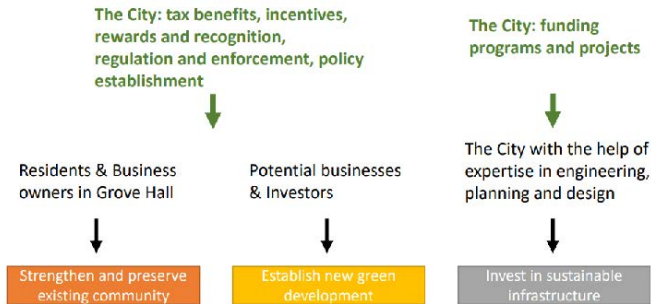 The City: tax benefits, incentives,
rewards and recognition,
regulation and enforcement, policy
establishment
The City: funding
programs and projects
Residents & Business
owners in Grove Hall
Potential businesses
& Investors
The City with the help of
expertise in engineering,
planning and design
Strengthen and preserve
existing community
Establish new green
development
Invest in sustainable
infrastructure